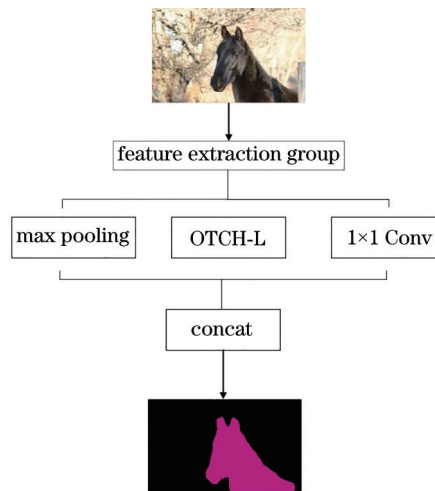 feature extraction group
max pooling
OTCH-L
1×1 Conv
concat